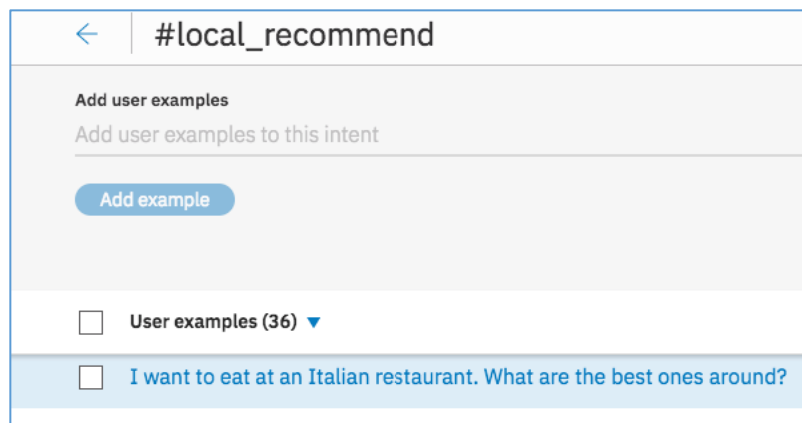 #local_recommend
Add user examples
Add user examples to this intent
Add example
User examples (36)
I want to eat at an Italian restaurant. What are the best ones around?